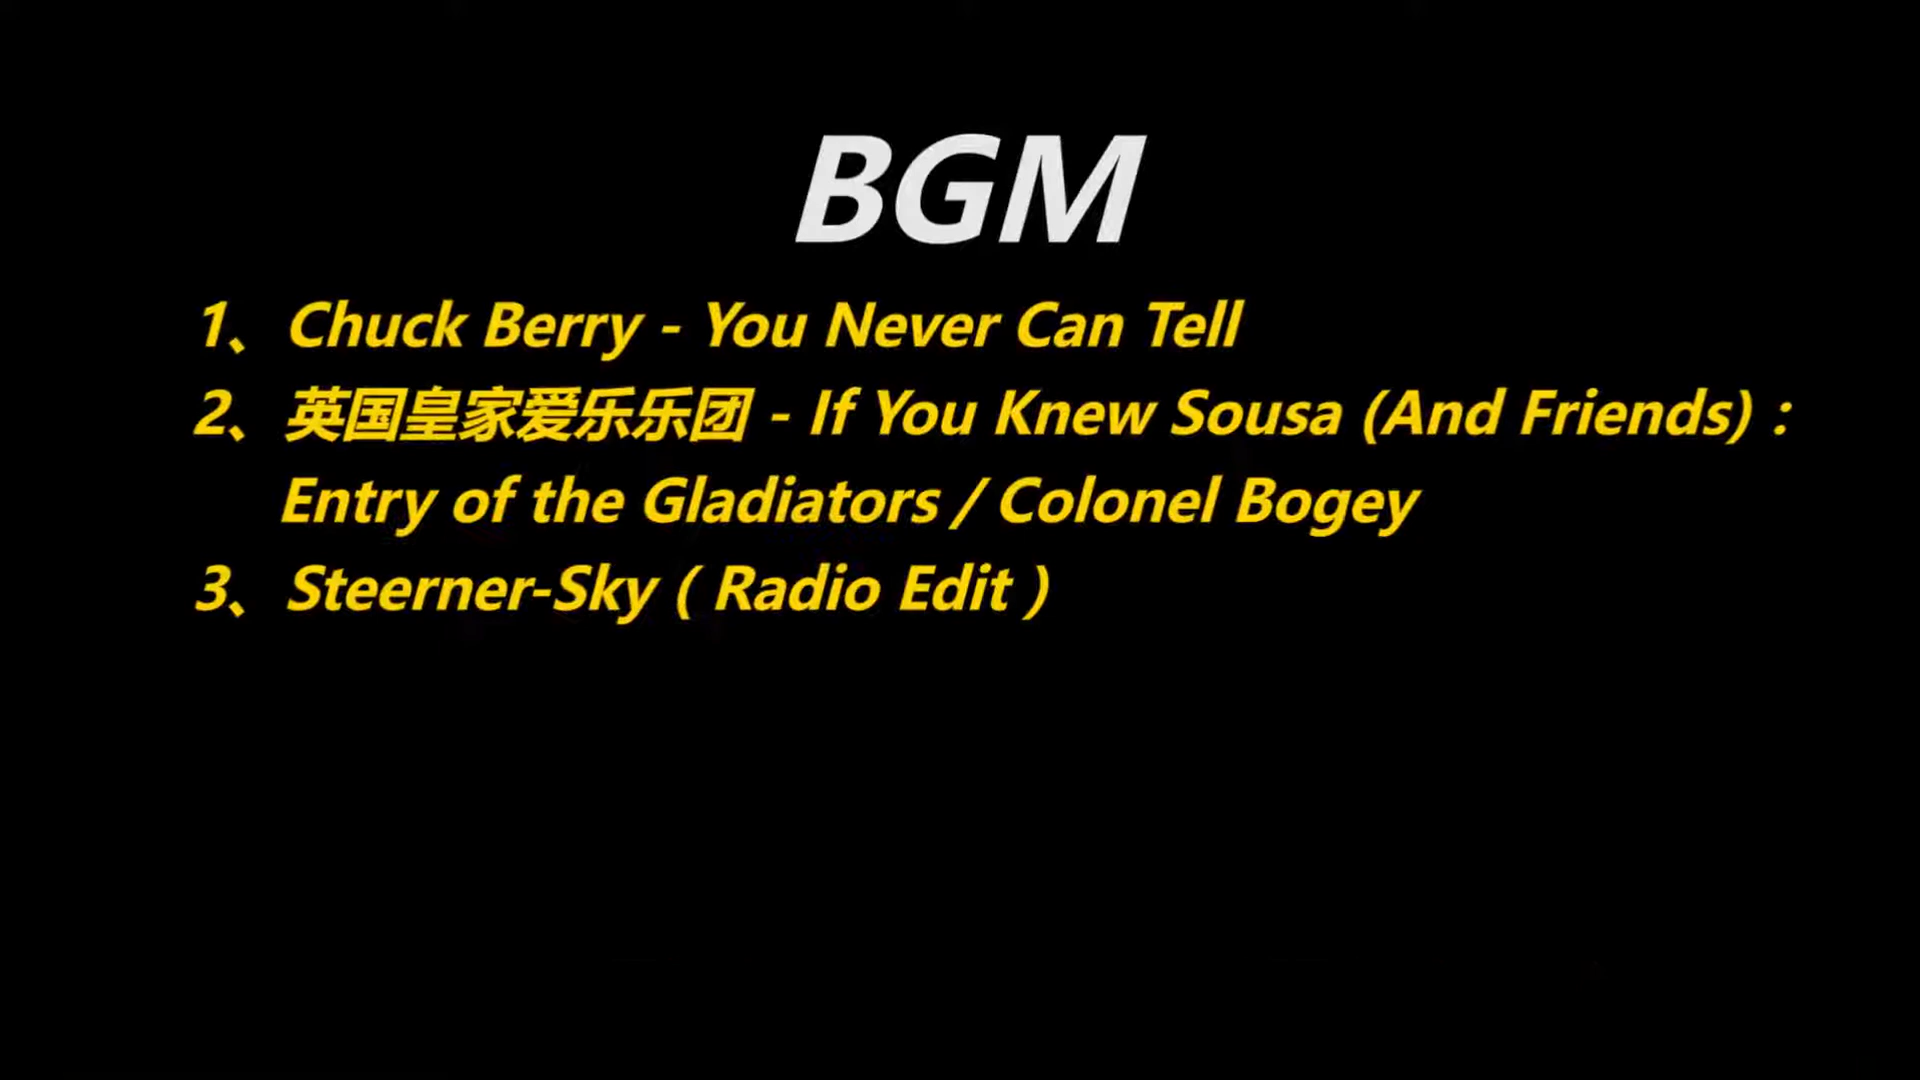 BGM
1、Chuck Berry - You Never Can Tell
2、英国皇家爱乐乐团 - If You Knew Sousa (And Friends)：
Entry of the Gladiators / Colonel Bogey
3、Steerner-Sky ( Radio Edit )